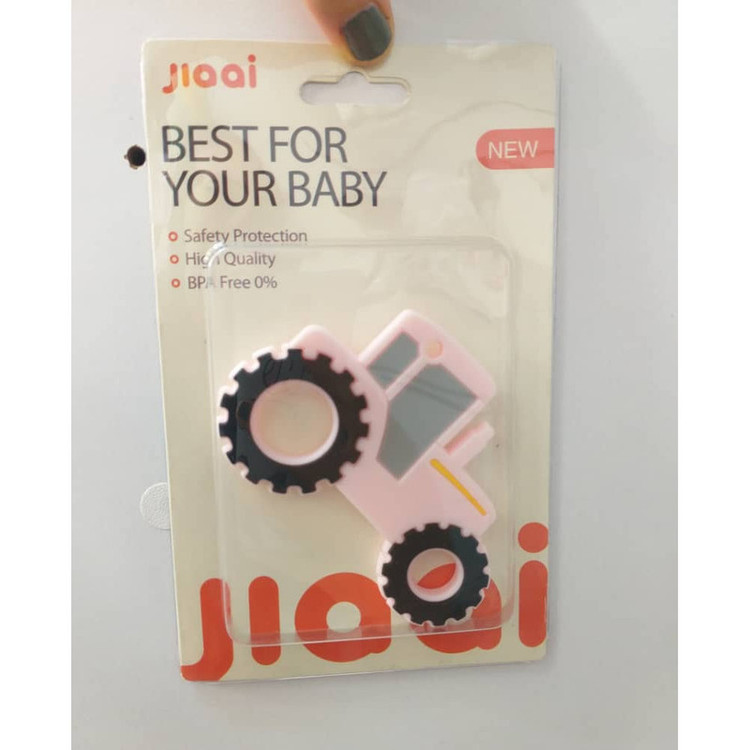 Jiaai
BEST FOR
YOUR BABY
NEW
Safety Protection
High Quality
BPA Free 0%
Jiaai